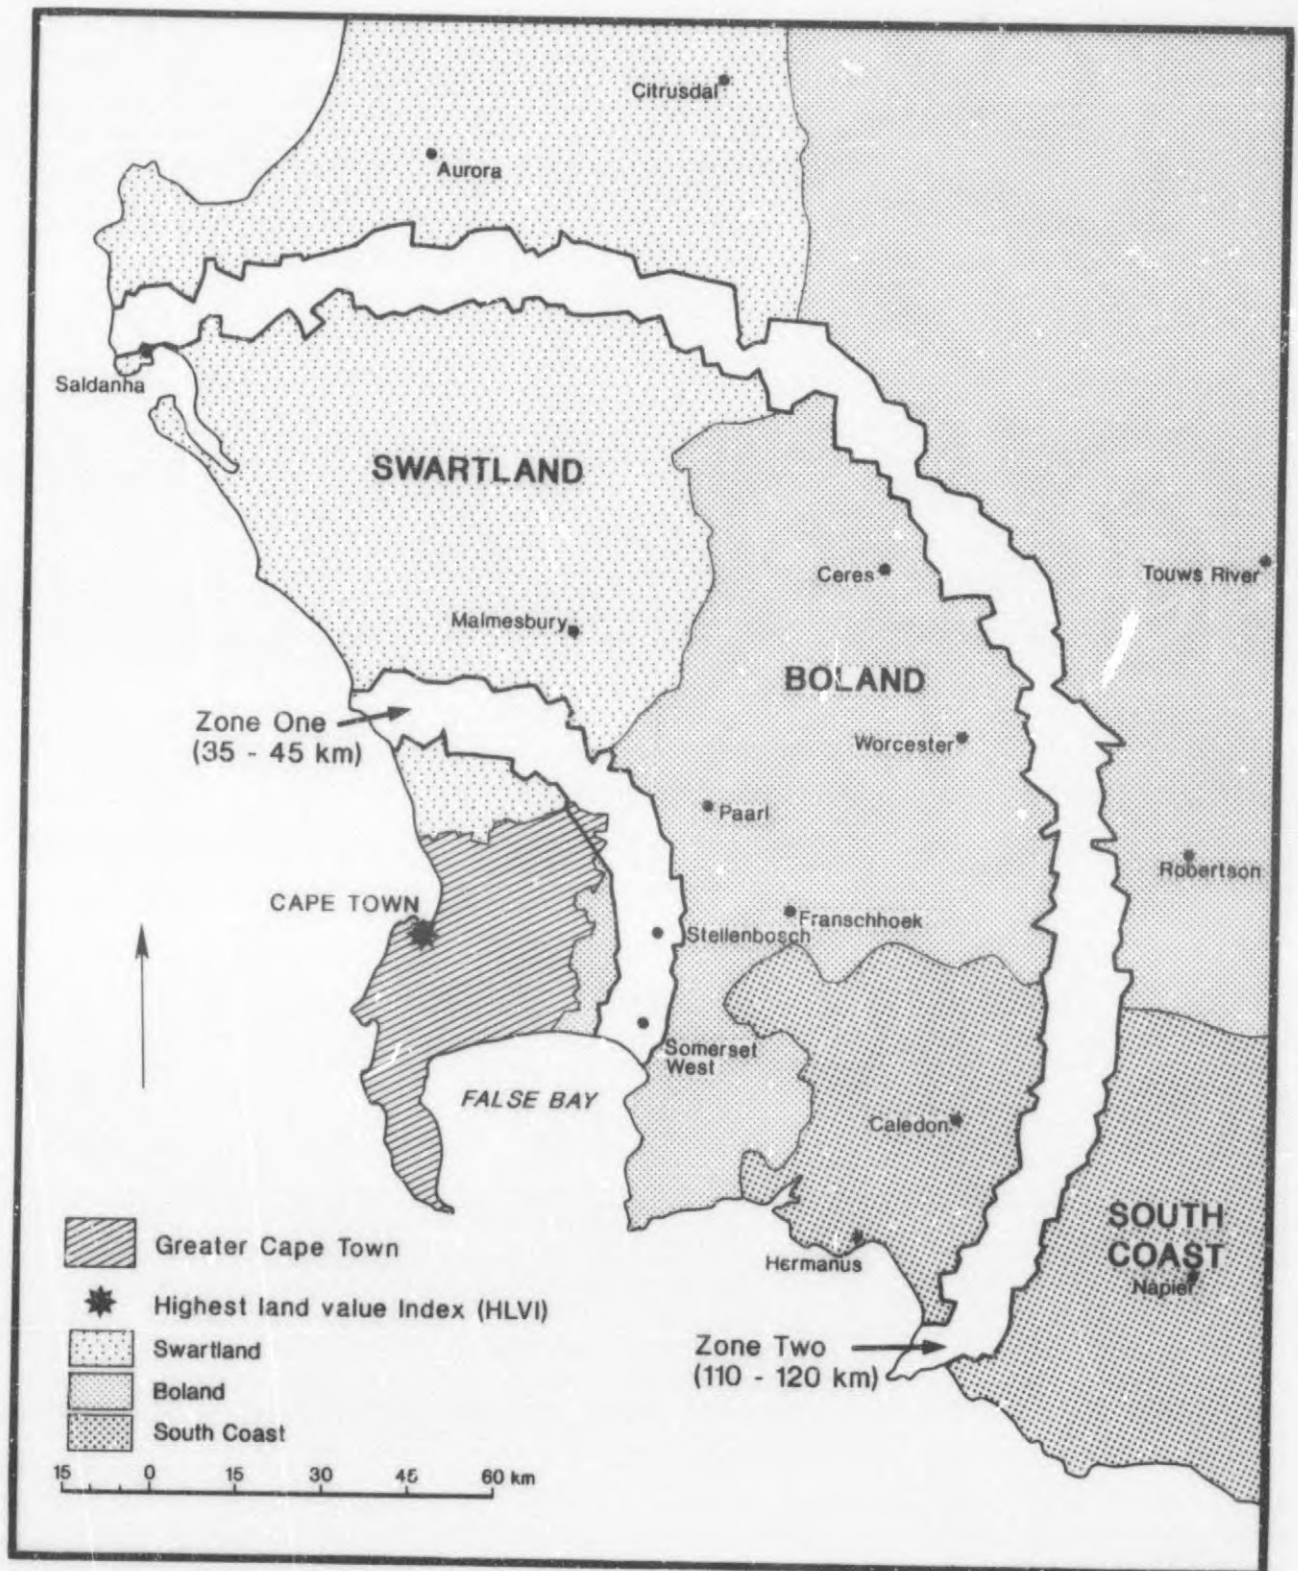 Citrusdal
Aurora
Saldanha
SWARTLAND
Ceres
Touws River
Malmesbury
BOLAND
Zone One
(35 - 45 km)
Worcester
Paarl
Robertson
CAPE TOWN
Franschhoek
Stellenbosch
Somerset
West
FALSE BAY
Caledon
SOUTH
COAST
Hermanus
Napier
Zone Two
(110 - 120 km)
Greater Cape Town
Highest land value Index (HLVI)
Swartland
Boland
South Coast
15 0 15 30 45 60 km